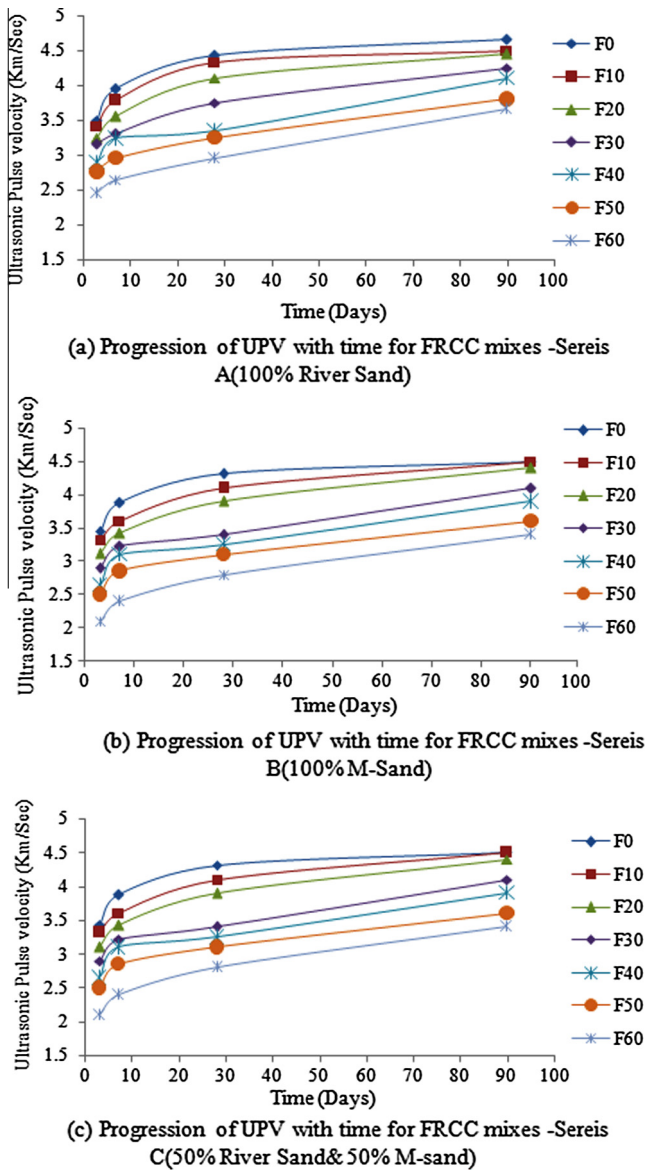 Ultrasonic Pulse velocity (Km/Sec)
5
4.5
4
3.5
3
2.5
2
1.5
0 10 20 30 40 50 60 70 80 90 100
Time (Days)
F0
F10
F20
F30
F40
F50
F60
(a) Progression of UPV with time for FRCC mixes -Sereis
A(100% River Sand)
Ultrasonic Pulse velocity (Km/Sec)
5
4.5
4
3.5
3
2.5
2
1.5
0 10 20 30 40 50 60 70 80 90 100
Time (Days)
F0
F10
F20
F30
F40
F50
F60
(b) Progression of UPV with time for FRCC mixes -Sereis
B(100% M-Sand)
Ultrasonic Pulse velocity (Km/Sec)
5
4.5
4
3.5
3
2.5
2
1.5
0 10 20 30 40 50 60 70 80 90 100
Time (Days)
F0
F10
F20
F30
F40
F50
F60
(c) Progression of UPV with time for FRCC mixes -Sereis
C(50% River Sand& 50% M-sand)